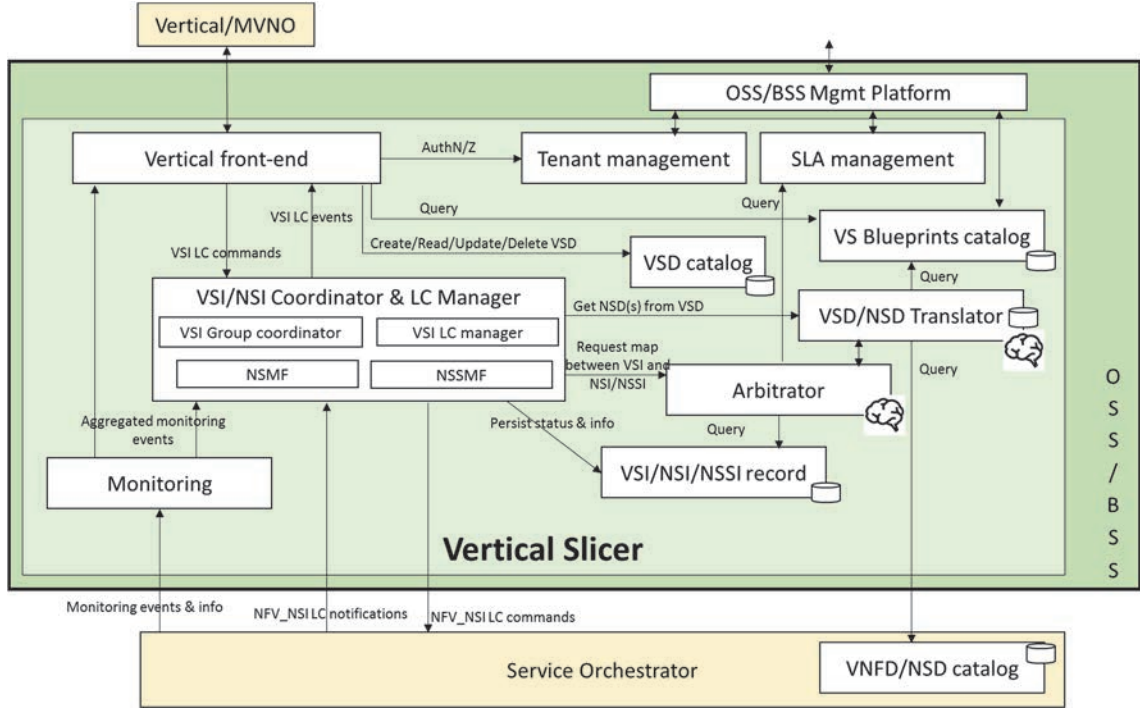 Vertical/MVNO
OSS/BSS Mgmt Platform
Vertical front-end
AuthN/Z
Tenant management
SLA management
VSI LC events
Query
Query
VS Blueprints catalog
VSI LC commands
Create/Read/Update/Delete VSD
VSD catalog
Query
VSI/NSI Coordinator & LC Manager
Get NSD(s) from VSD
VSD/NSD Translator
VSI Group coordinator
VSI LC manager
Request map
between VSI and
NSI/NSSI
NSMF
NSSMF
Arbitrator
Query
Aggregated monitoring
events
Persist status & info
Query
Monitoring
VSI/NSI/NSSI record
Vertical Slicer
O
S
S
/
B
S
S
Monitoring events & info
NFV_NSI LC notifications
NFV_NSI LC commands
Service Orchestrator
VNFD/NSD catalog